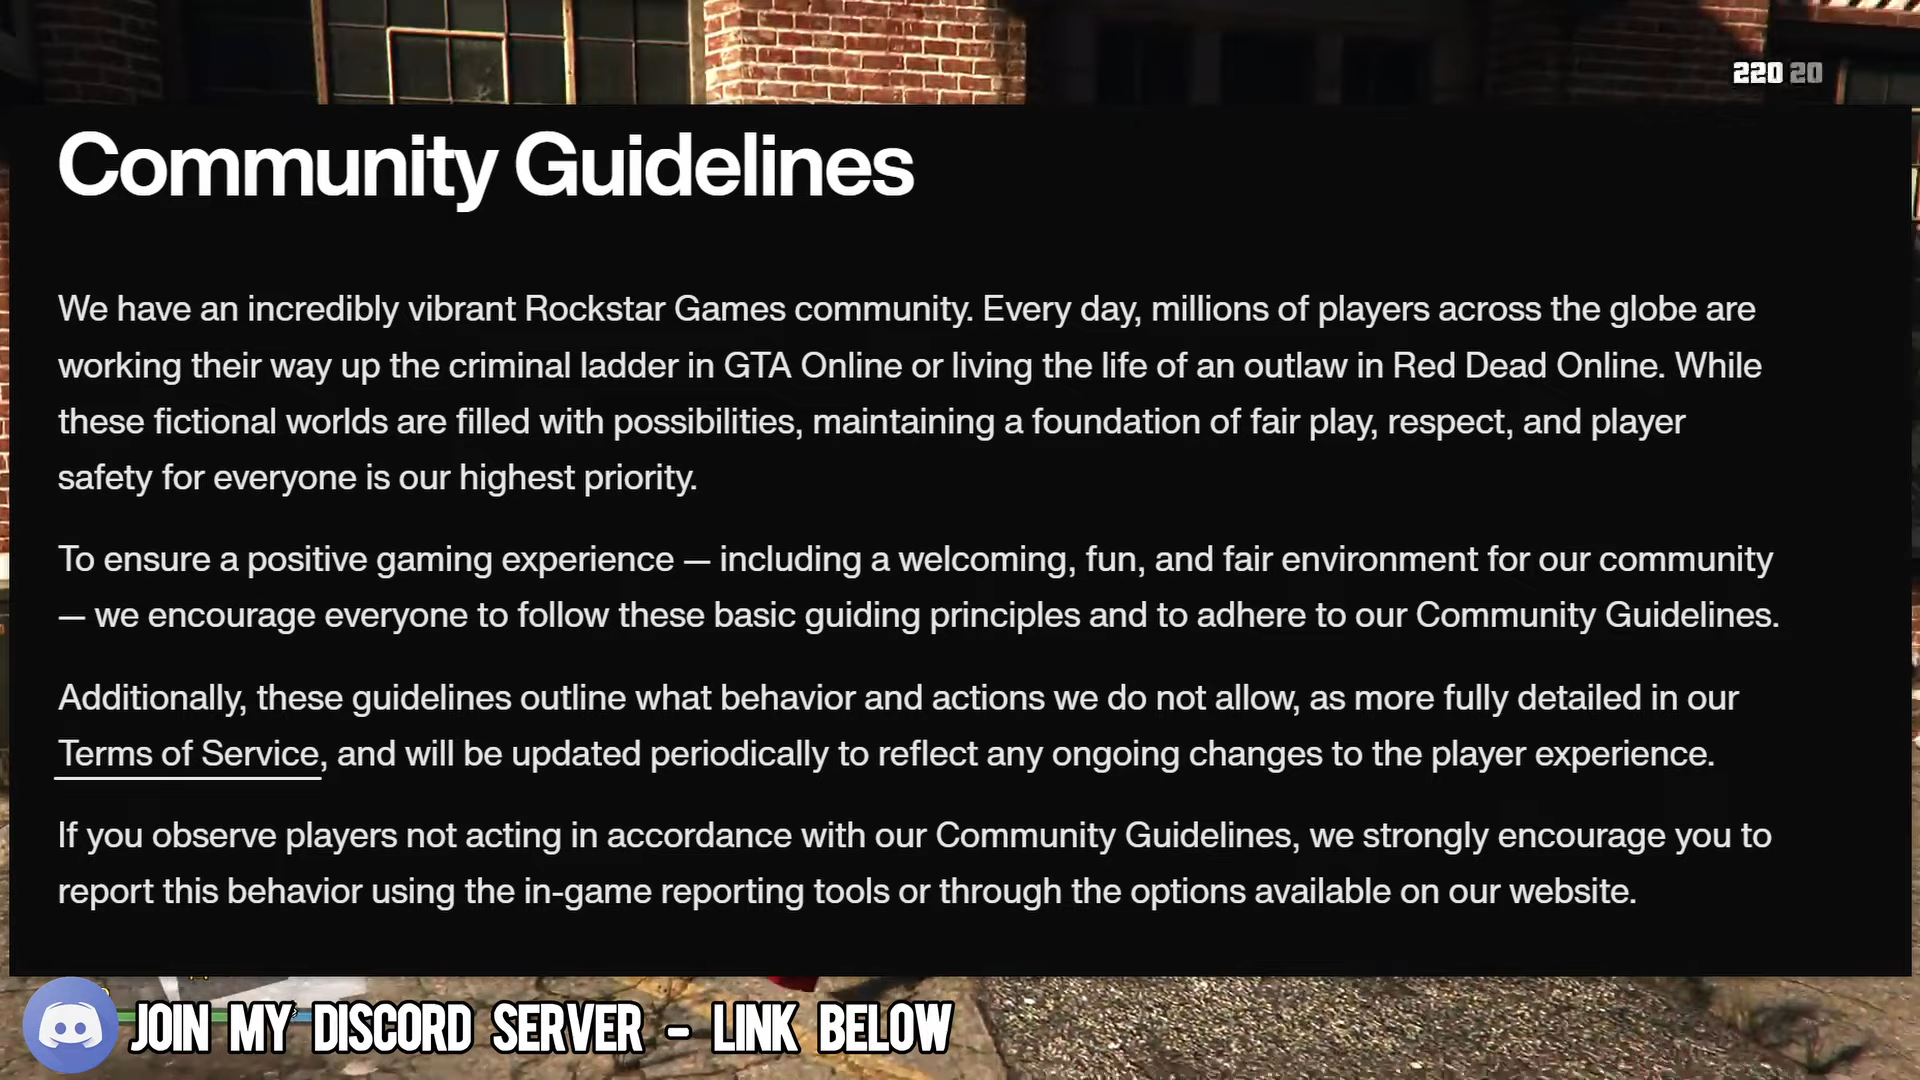 220 20
Community Guidelines
We have an incredibly vibrant Rockstar Games community. Every day, millions of players across the globe are
working their way up the criminal ladder in GTA Online or living the life of an outlaw in Red Dead Online. While
these fictional worlds are filled with possibilities, maintaining a foundation of fair play, respect, and player
safety for everyone is our highest priority.
To ensure a positive gaming experience — including a welcoming, fun, and fair environment for our community
— we encourage everyone to follow these basic guiding principles and to adhere to our Community Guidelines.
Additionally, these guidelines outline what behavior and actions we do not allow, as more fully detailed in our
Terms of Service, and will be updated periodically to reflect any ongoing changes to the player experience.
If you observe players not acting in accordance with our Community Guidelines, we strongly encourage you to
report this behavior using the in-game reporting tools or through the options available on our website.
JOIN MY DISCORD SERVER - LINK BELOW